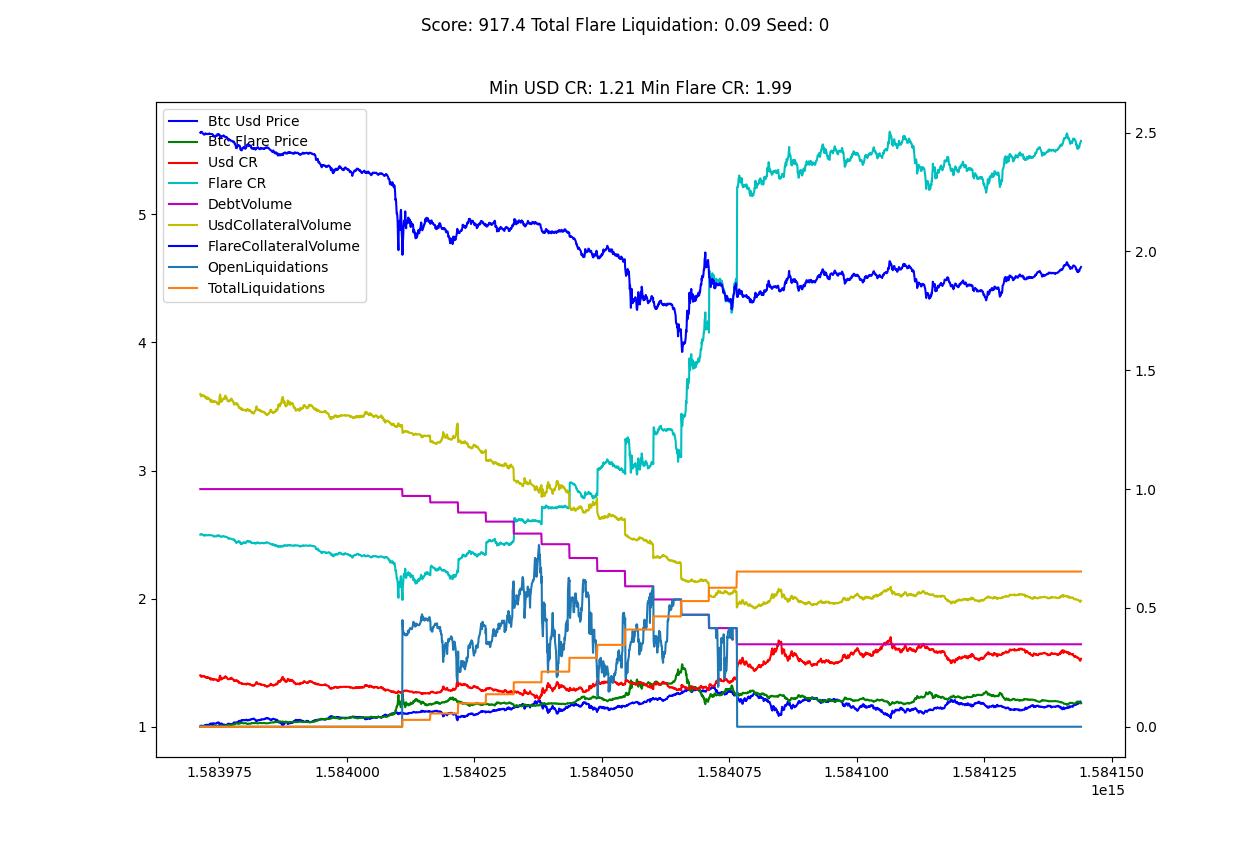 Score: 917.4 Total Flare Liquidation: 0.09 Seed: 0
Min USD CR: 1.21 Min Flare CR: 1.99
Btc Usd Price
Btc Flare Price
Usd CR
Flare CR
DebtVolume
UsdCollateralVolume
FlareCollateralVolume
OpenLiquidations
TotalLiquidations
5
4
3
2
1
2.5
2.0
1.5
1.0
0.5
0.0
1.583975 1.584000 1.584025 1.584050 1.584075 1.584100 1.584125 1.584150
1e15